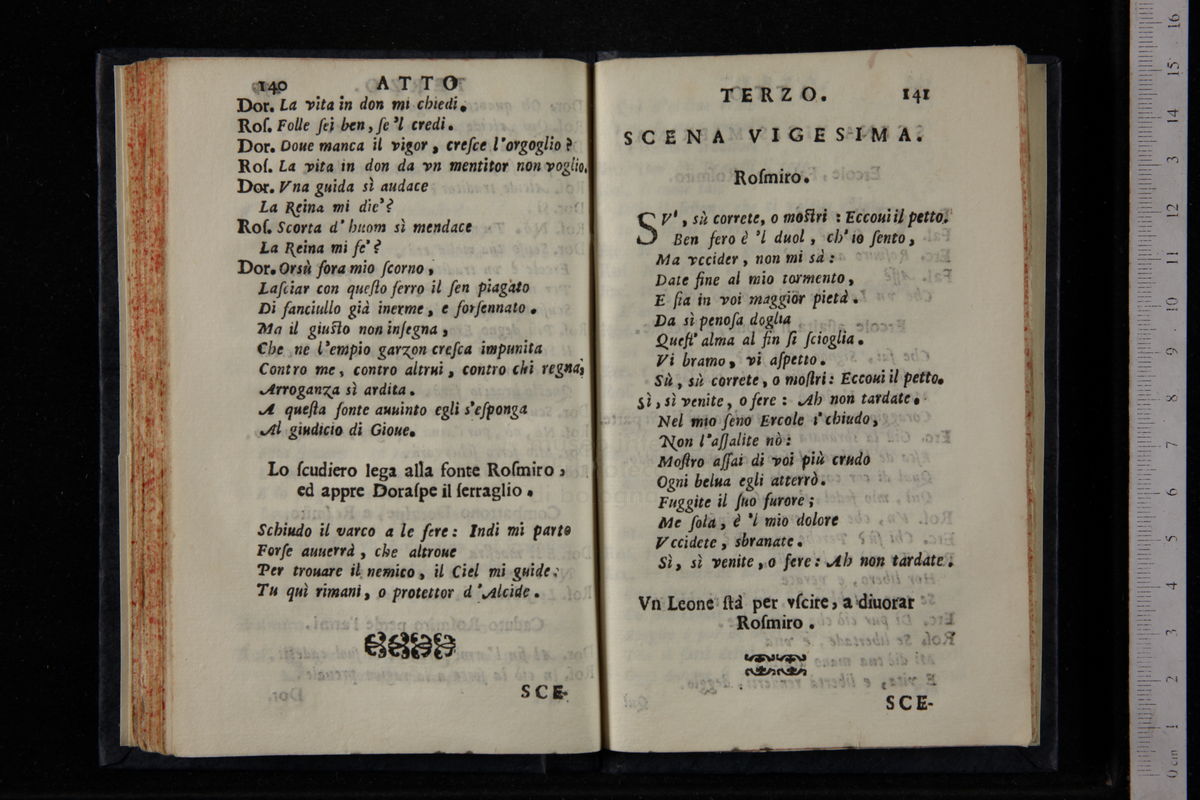 140 ATTO
Dor. La vita in don mi chiedi.
Roſ. Folle ſei ben, ſe 'l credi.
Dor. Doue manca il vigor, creſce l'orgoglio?
Roſ. La vita in don da vn mentitor non voglio.
Dor. Vna guida sì audace
La Reina mi die'?
Roſ. Scorta d'huom sì mendace
La Reina mi fe'?
Dor. Orsù fora mio ſcorno,
Laſciar con queſto ferro il ſen piagato
Di fanciullo già inerme, e forſennato.
Ma il giuſto non inſegna,
Che ne l'empio garzon creſca impunita
Contro me, contro altrui, contro chi regna,
Arroganza sì ardita.
A queſta fonte auuinto egli s'eſponga
Al giudicio di Gioue.
Lo ſcudiero lega alla fonte Roſmiro,
ed appre Doraſpe il ſerraglio.
Schiudo il varco a le fere: Indi mi parto
Forſe auuerrà, che altroue
Per trouare il nemico, il Ciel mi guide.
Tu quì rimani, o protettor d'Alcide.
SCE-
TERZO. 141
SCENA VIGESIMA.
Roſmiro.
SV', sù correte, o moſtri: Eccoui il petto.
Ben fero è 'l duol, ch'io ſento,
Ma vccider, non mi sà:
Date fine al mio tormento,
E ſia in voi maggior pietà.
Da sì penoſa doglia
Queſt'alma al fin ſi ſcioglia.
Vi bramo, vi aſpetto.
Sù, sù correte, o moſtri: Eccoui il petto.
Sì, sì venite, o fere: Ah non tardate.
Nel mio ſeno Ercole i'chiudo,
Non l'aſſalite nò:
Moſtro aſſai di voi più crudo
Ogni belua egli atterrò.
Fuggite il ſuo furore;
Me ſola, è 'l mio dolore
Vccidete, sbranate.
Sì, sì venite, o fere: Ah non tardate.
Vn Leone ſtà per vſcire, a diuorar
Roſmiro.
SCE-